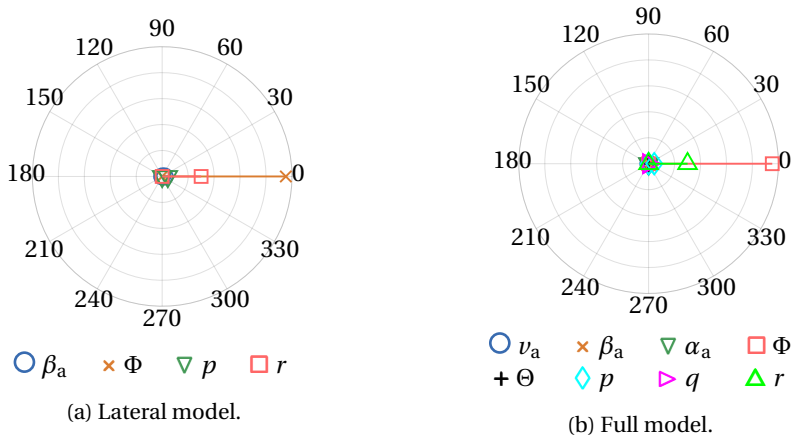 90
120 60
150 30
180 0
210 330
240 300
270
β_a Φ p r
(a) Lateral model.
90
120 60
150 30
180 0
210 330
240 300
270
v_a β_a α_a Φ
Θ p q r
(b) Full model.